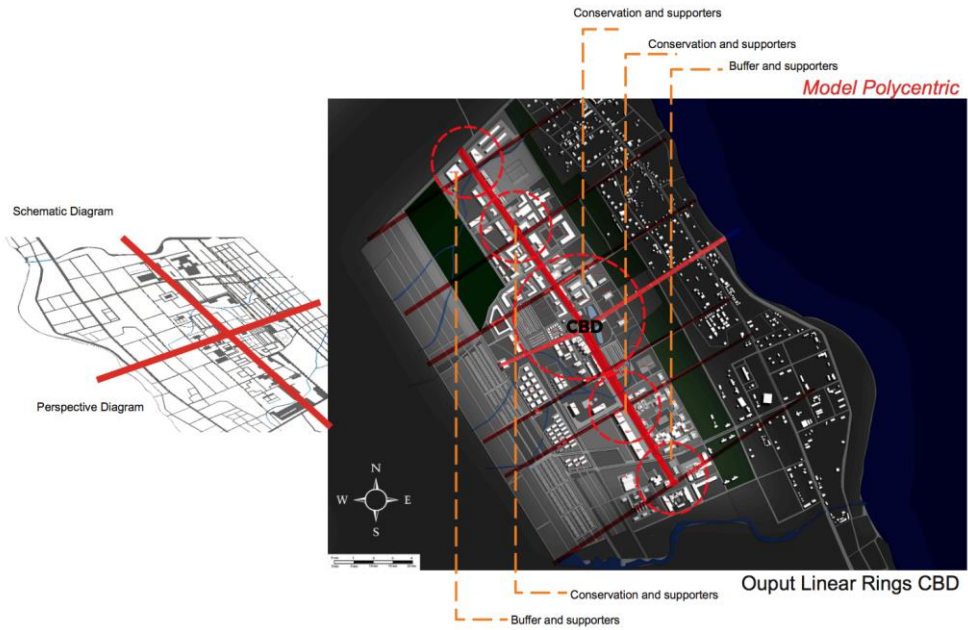 Conservation and supporters
Conservation and supporters
Buffer and supporters
Model Polycentric
Schematic Diagram
CBD
Perspective Diagram
N
W E
S
Ouput Linear Rings CBD
Conservation and supporters
Buffer and supporters